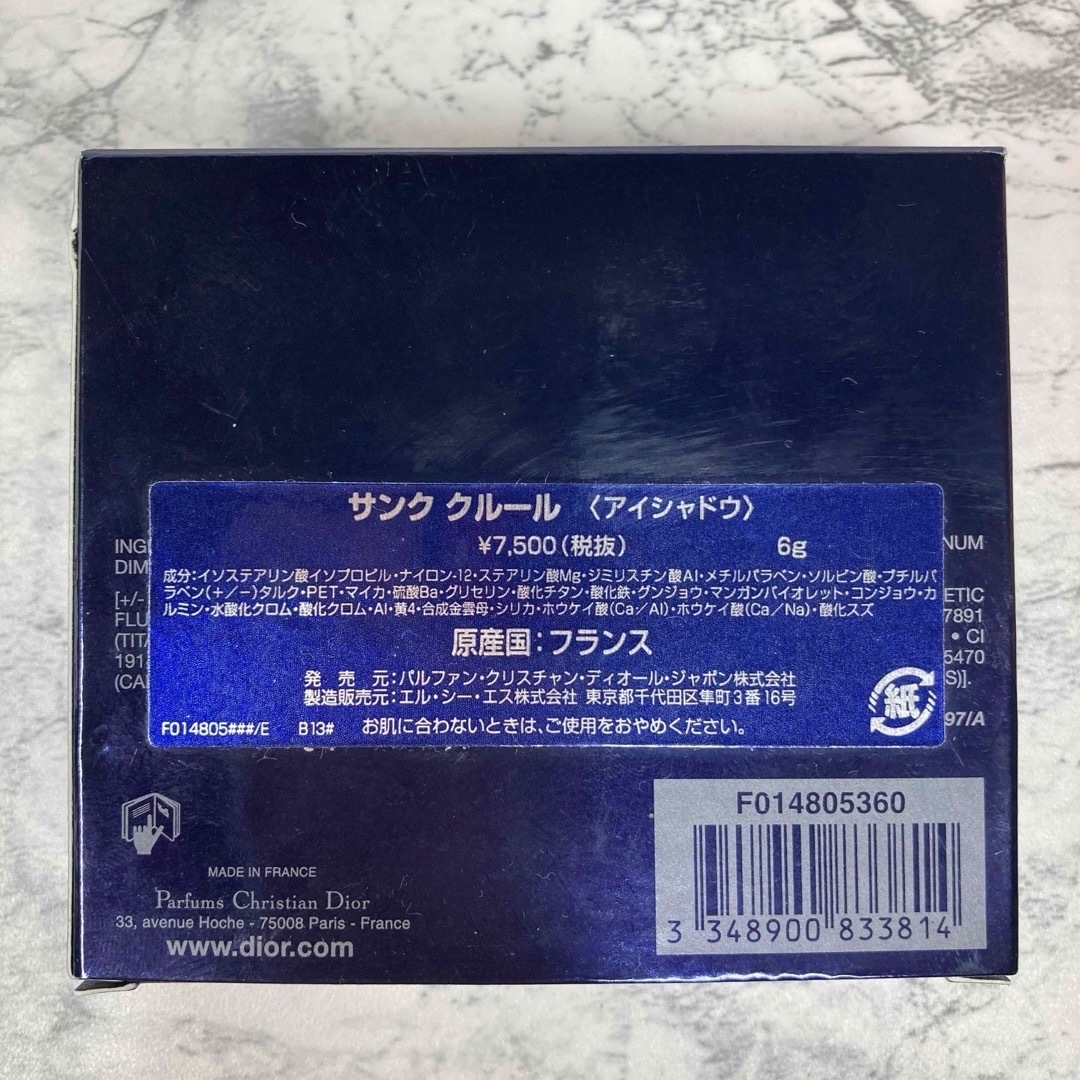 サンク クルール 〈アイシャドウ〉
¥7,500(税抜) 6g
成分:イソステアリン酸イソプロピル・ナイロン-12・ステアリン酸Mg・ジミリスチン酸Al・メチルパラベン・ソルビン酸・ブチルパ
ラベン(+/−)タルク・PET・マイカ・硫酸Ba・グリセリン・酸化チタン・酸化鉄・グンジョウ・マンガンバイオレット・コンジョウ・カ
ルミン・水酸化クロム・酸化クロム・Al・黄4・合成金雲母・シリカ・ホウケイ酸(Ca/Al)・ホウケイ酸(Ca/Na)・酸化スズ
原産国:フランス
発売元:パルファン・クリスチャン・ディオール・ジャポン株式会社
製造販売元:エル・シー・エス株式会社 東京都千代田区隼町3番16号
F014805###/E B13# お肌に合わないときは、ご使用をおやめください。
紙
ING
NUM
DIM
[+/-
ETIC
FLU
7891
(TITA
• CI
191
5470
(CA
S)].
97/A
F014805360
3 348900 833814
MADE IN FRANCE
Parfums Christian Dior
33, avenue Hoche - 75008 Paris - France
www.dior.com